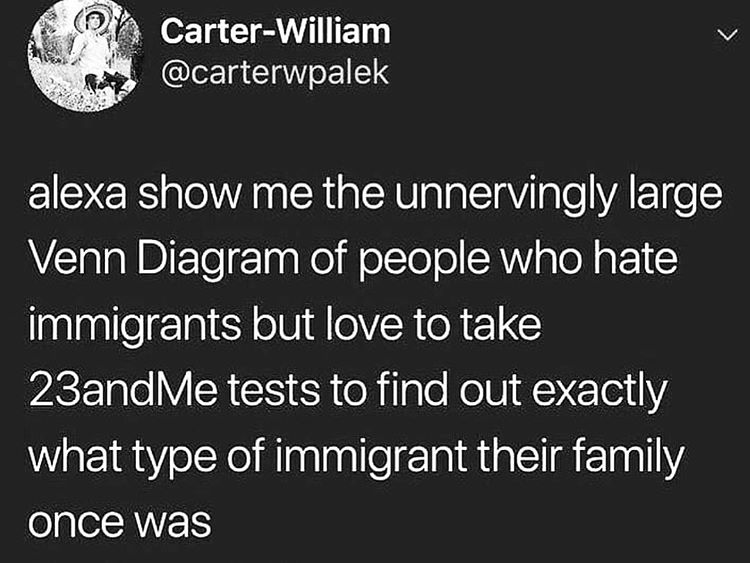 Carter-William
@carterwpalek
alexa show me the unnervingly large
Venn Diagram of people who hate
immigrants but love to take
23andMe tests to find out exactly
what type of immigrant their family
once was